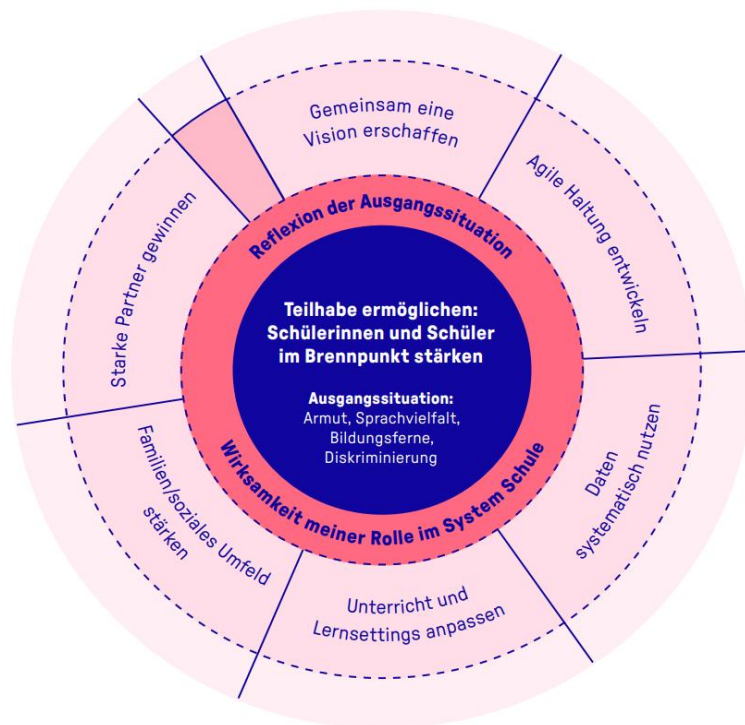 Gemeinsam eine
Vision erschaffen
Agile Haltung entwickeln
Daten
systematisch nutzen
Unterricht und
Lernsettings anpassen
Familien/soziales Umfeld
stärken
Starke Partner gewinnen
Reflexion der Ausgangssituation
Teilhabe ermöglichen:
Schülerinnen und Schüler
im Brennpunkt stärken
Ausgangssituation:
Armut, Sprachvielfalt,
Bildungsferne,
Diskriminierung
Wirksamkeit meiner Rolle im System Schule